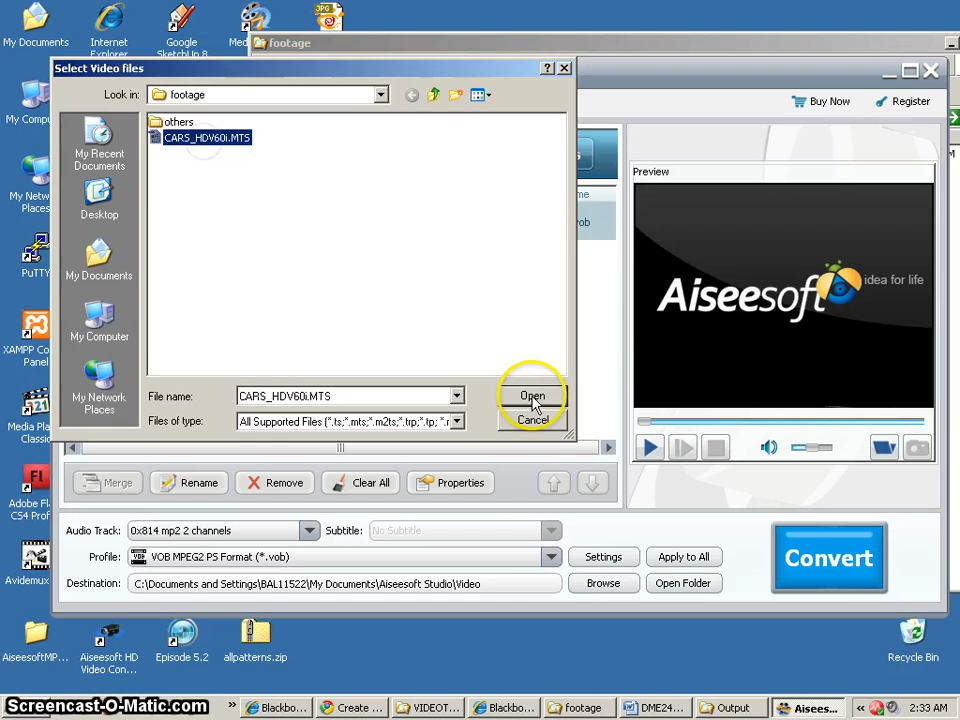 My Documents
Internet
Explorer
Google
SketchUp 8
JPG
footage
Select Video files
Look in:
footage
Buy Now
Register
others
CARS_HDV60i.MTS
My Recent
Documents
Desktop
My Documents
My Computer
My Network
Places
PuTTY
XAMPP Co
Panel
Media Pla
Classic
Adobe Fl
CS4 Prof
Avidemux
Preview
Aiseesoft
idea for life
File name:
CARS_HDV60i.MTS
Open
Files of type:
All Supported Files (*.ts;*.mts;*.m2ts;*.trp;*.tp; *.r
Cancel
Merge
Rename
Remove
Clear All
Properties
Audio Track:
0x814 mp2 2 channels
Subtitle:
No Subtitle
Profile:
VOB MPEG2 PS Format (*.vob)
Settings
Apply to All
Convert
Destination:
C:\Documents and Settings\BAL11522\My Documents\Aiseesoft Studio\Video
Browse
Open Folder
AiseesoftMP...
Aiseesoft HD
Video Con...
Episode 5.2
allpatterns.zip
Recycle Bin
Screencast-O-Matic.com
Blackbo...
Create ...
VIDEOT...
Blackbo...
footage
DME24...
Output
Aisees...
2:33 AM